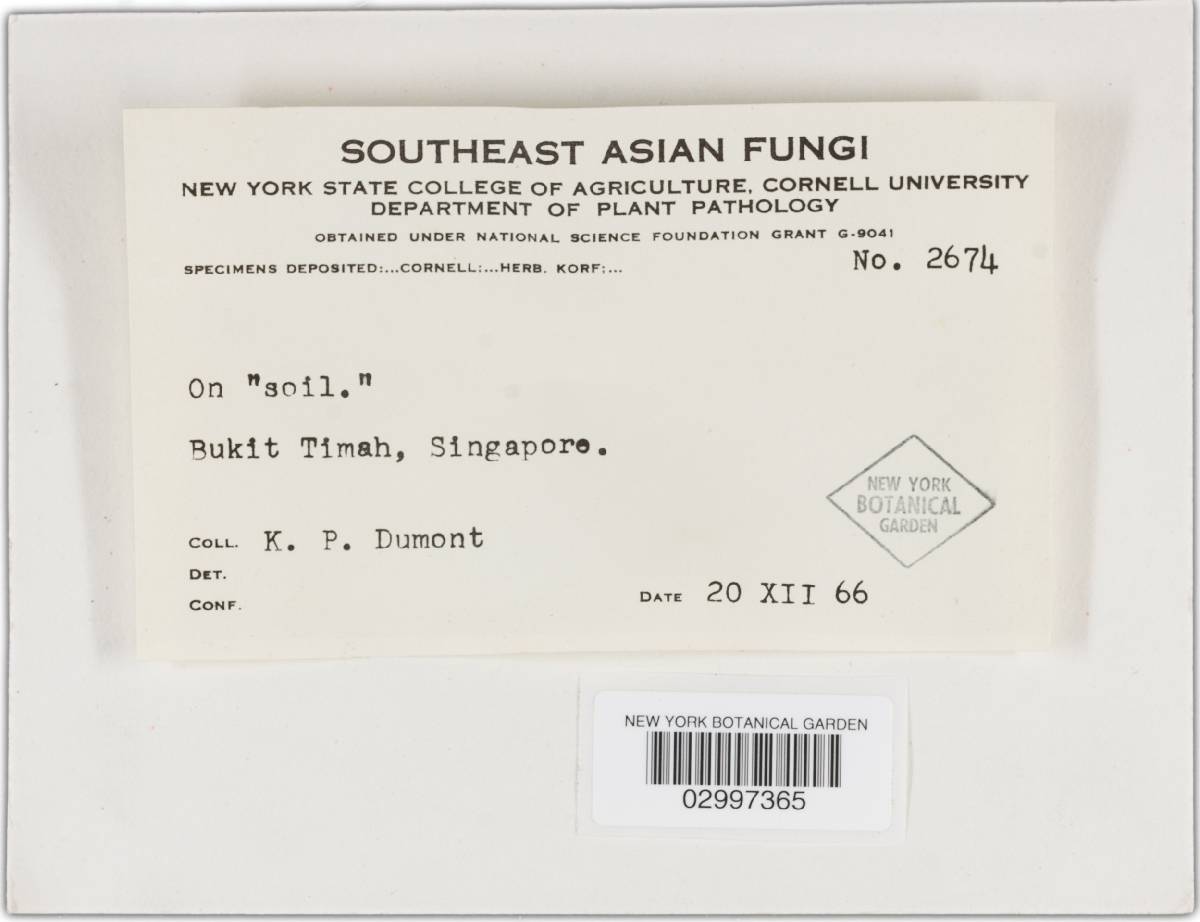 SOUTHEAST ASIAN FUNGI
NEW YORK STATE COLLEGE OF AGRICULTURE, CORNELL UNIVERSITY
DEPARTMENT OF PLANT PATHOLOGY
OBTAINED UNDER NATIONAL SCIENCE FOUNDATION GRANT G-9041
SPECIMENS DEPOSITED:...CORNELL:...HERB. KORF:...
No. 2674
On "soil."
Bukit Timah, Singapore.
NEW YORK
BOTANICAL
GARDEN
COLL. K. P. Dumont
DET.
CONF.
DATE 20 XII 66
NEW YORK BOTANICAL GARDEN
02997365